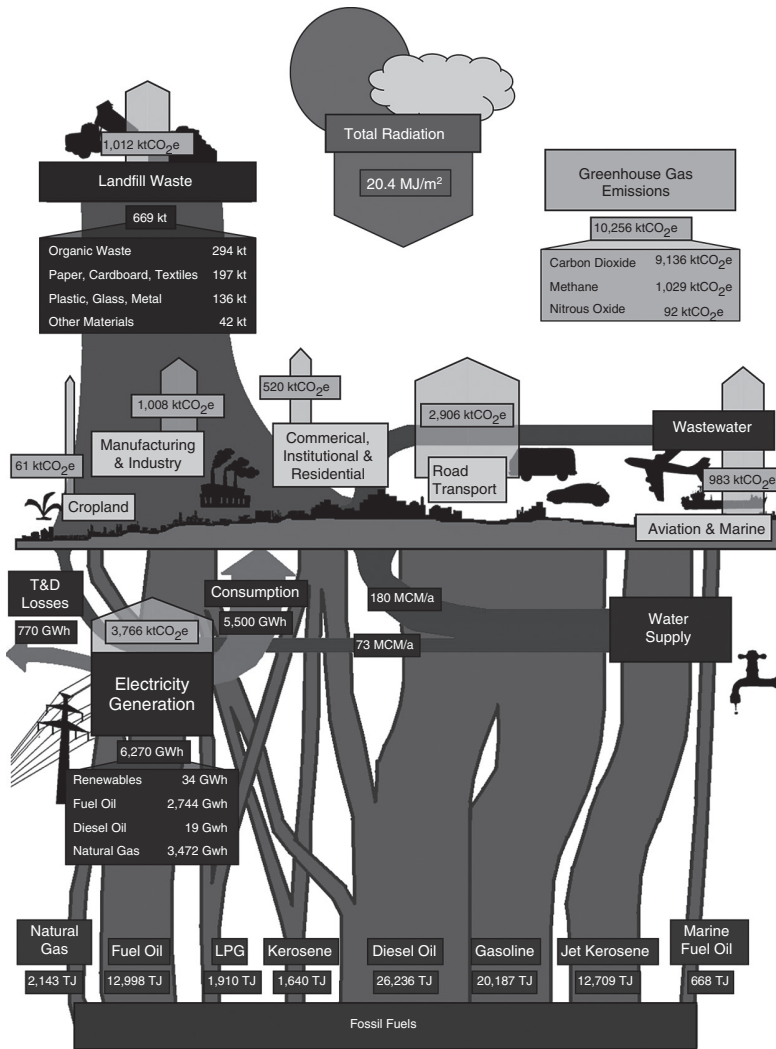 Total Radiation
20.4 MJ/m²
1,012 ktCO2e
Landfill Waste
669 kt
Organic Waste 294 kt
Paper, Cardboard, Textiles 197 kt
Plastic, Glass, Metal 136 kt
Other Materials 42 kt
Greenhouse Gas
Emissions
10,256 ktCO2e
Carbon Dioxide 9,136 ktCO2e
Methane 1,029 ktCO2e
Nitrous Oxide 92 ktCO2e
61 ktCO2e
Cropland
1,008 ktCO2e
Manufacturing
& Industry
520 ktCO2e
Commerical,
Institutional &
Residential
2,906 ktCO2e
Road
Transport
Wastewater
983 ktCO2e
Aviation & Marine
T&D
Losses
770 GWh
3,766 ktCO2e
Electricity
Generation
6,270 GWh
Renewables 34 GWh
Fuel Oil 2,744 Gwh
Diesel Oil 19 Gwh
Natural Gas 3,472 Gwh
Consumption
5,500 GWh
180 MCM/a
73 MCM/a
Water
Supply
Natural
Gas
2,143 TJ
Fuel Oil
12,998 TJ
LPG
1,910 TJ
Kerosene
1,640 TJ
Diesel Oil
26,236 TJ
Gasoline
20,187 TJ
Jet Kerosene
12,709 TJ
Marine
Fuel Oil
668 TJ
Fossil Fuels